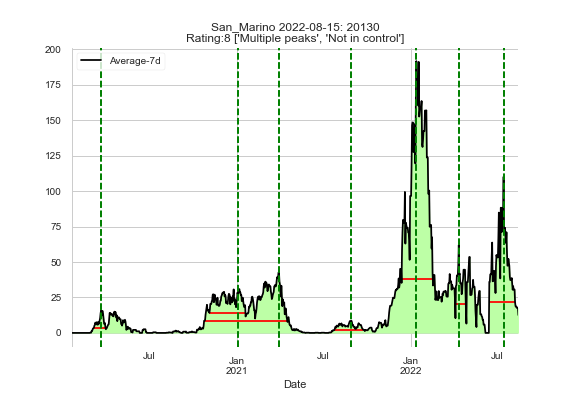 San_Marino 2022-08-15: 20130
Rating:8 ['Multiple peaks', 'Not in control']
200
175
150
125
100
75
50
25
0
Average-7d
Jul
Jan
2021
Jul
Jan
2022
Jul
Date